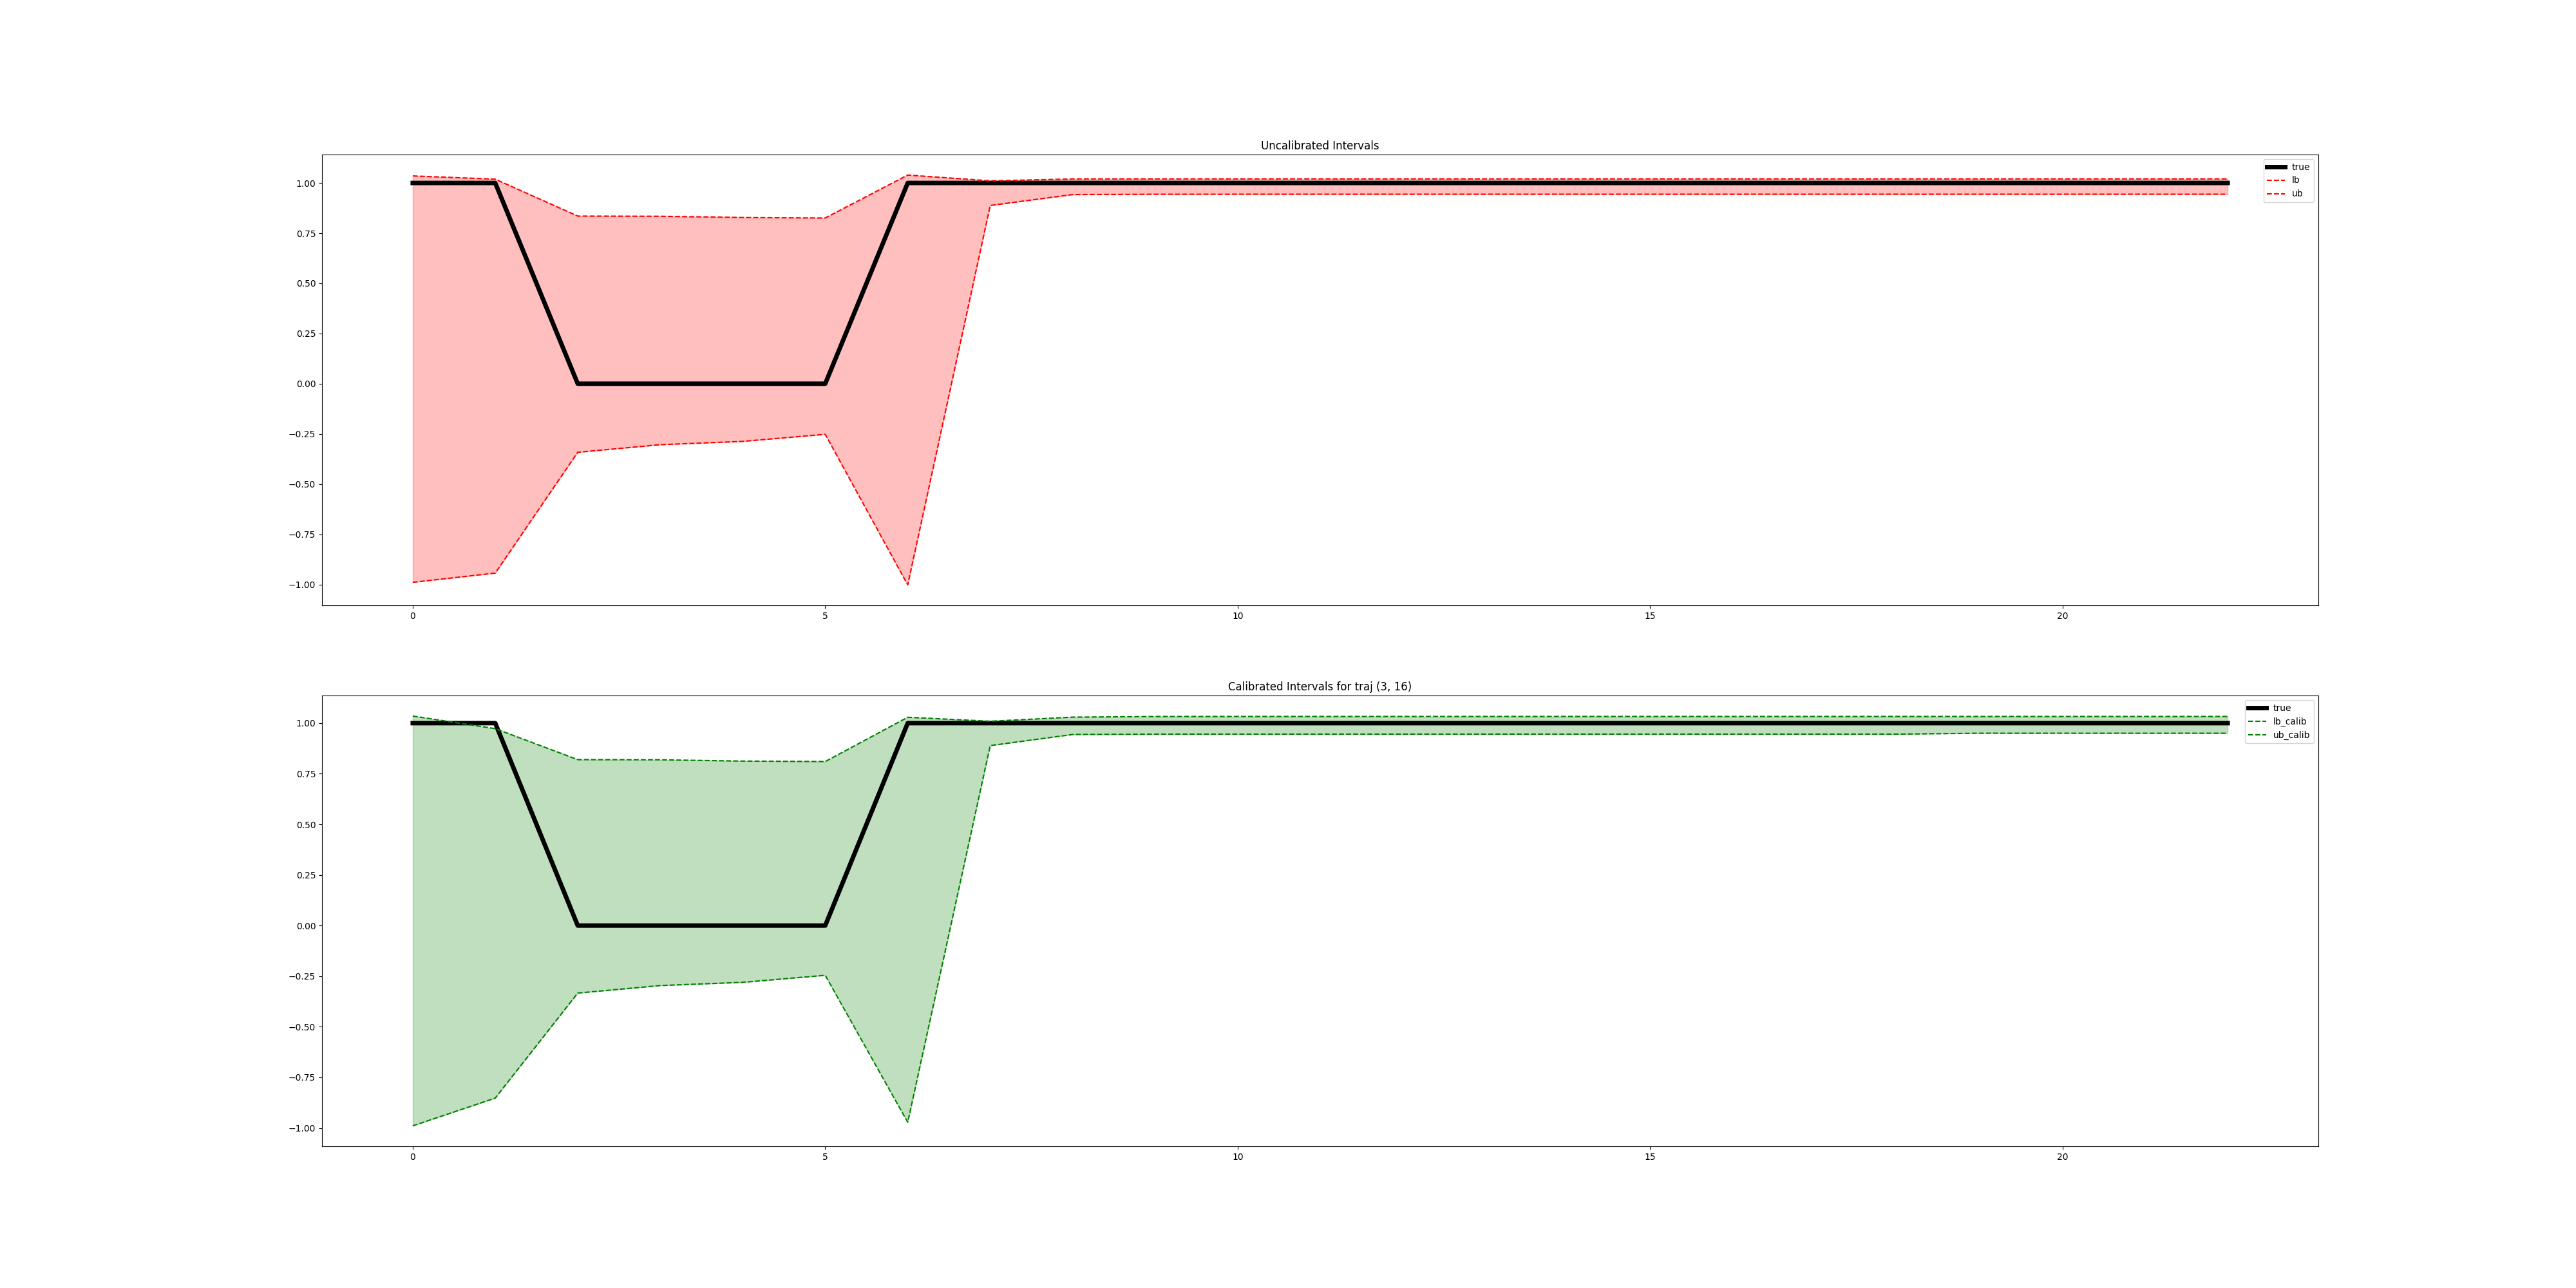 Uncalibrated Intervals
true
lb
ub
1.00
0.75
0.50
0.25
0.00
−0.25
−0.50
−0.75
−1.00
0 5 10 15 20
Calibrated Intervals for traj (3, 16)
true
lb_calib
ub_calib
1.00
0.75
0.50
0.25
0.00
−0.25
−0.50
−0.75
−1.00
0 5 10 15 20